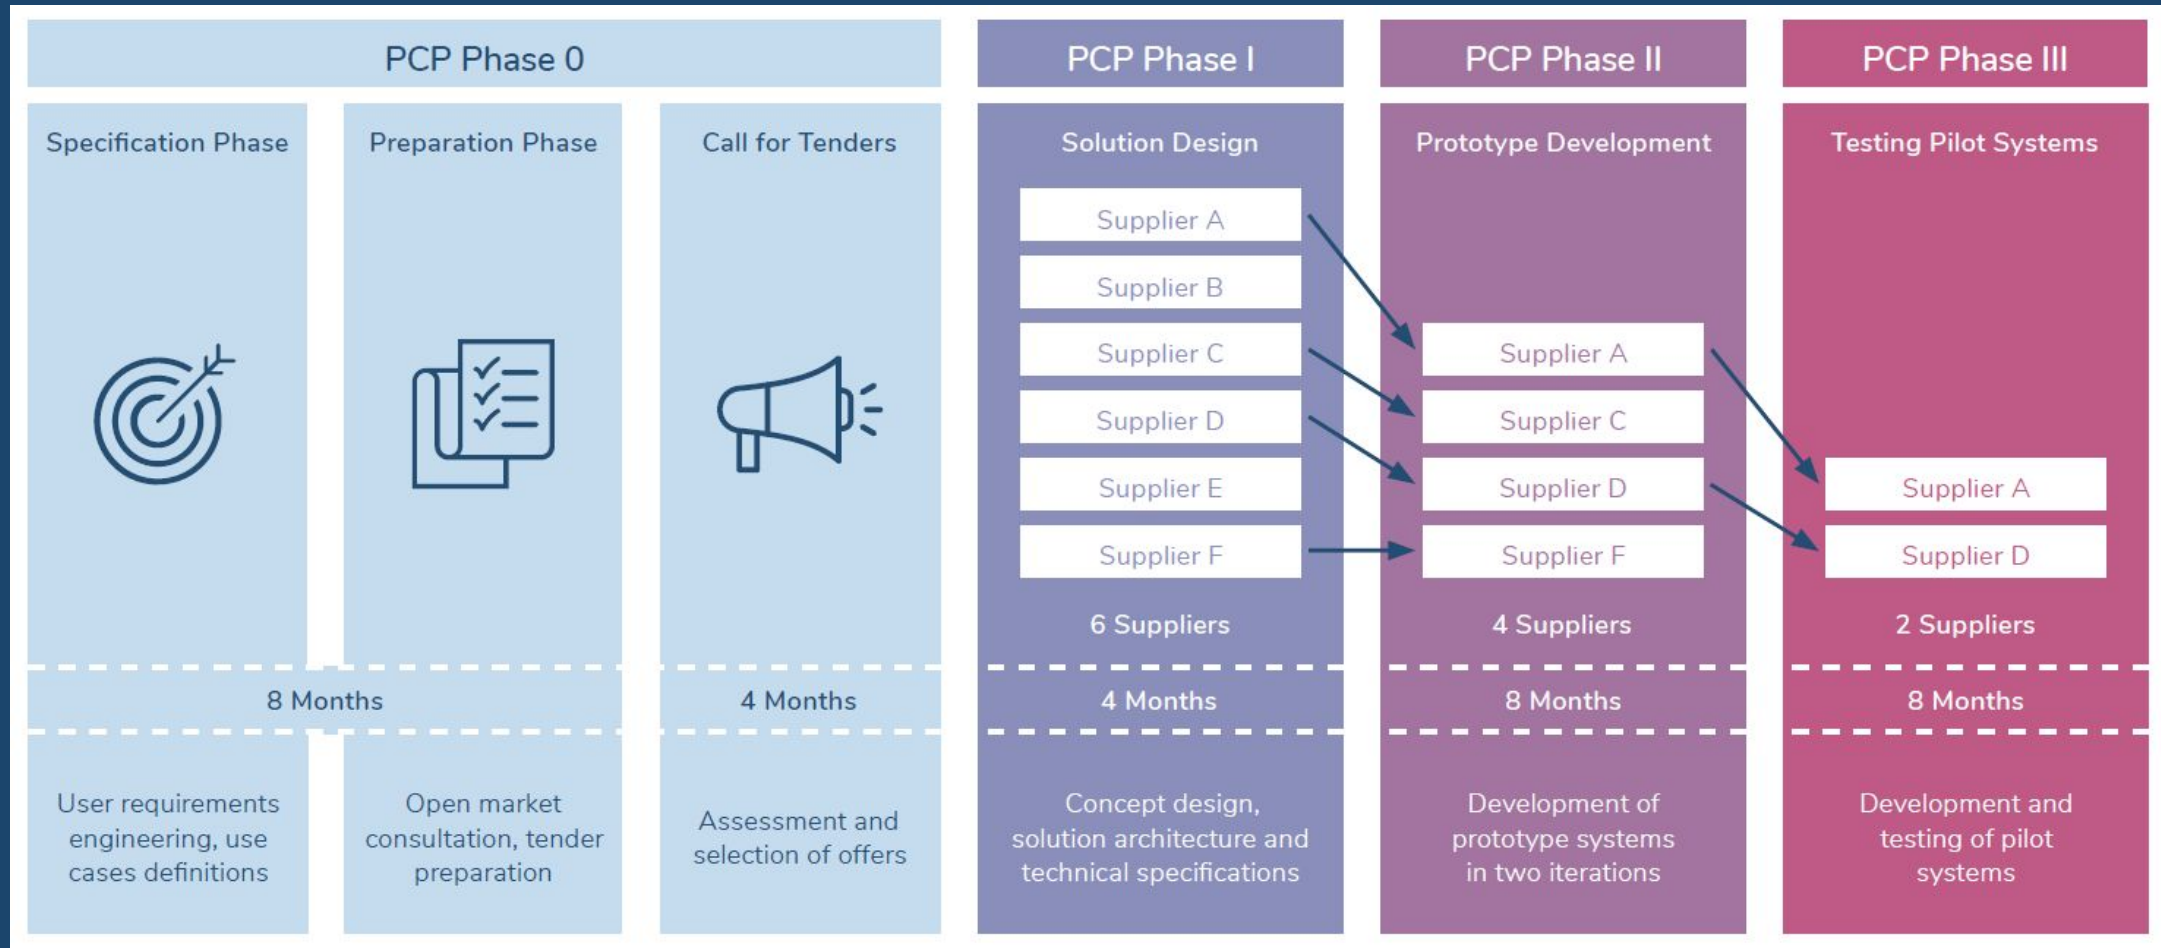 PCP Phase 0
Specification Phase
Preparation Phase
Call for Tenders
8 Months
4 Months
User requirements
engineering, use
cases definitions
Open market
consultation, tender
preparation
Assessment and
selection of offers
PCP Phase I
Solution Design
Supplier A
Supplier B
Supplier C
Supplier D
Supplier E
Supplier F
6 Suppliers
4 Months
Concept design,
solution architecture and
technical specifications
PCP Phase II
Prototype Development
Supplier A
Supplier C
Supplier D
Supplier F
4 Suppliers
8 Months
Development of
prototype systems
in two iterations
PCP Phase III
Testing Pilot Systems
Supplier A
Supplier D
2 Suppliers
8 Months
Development and
testing of pilot
systems